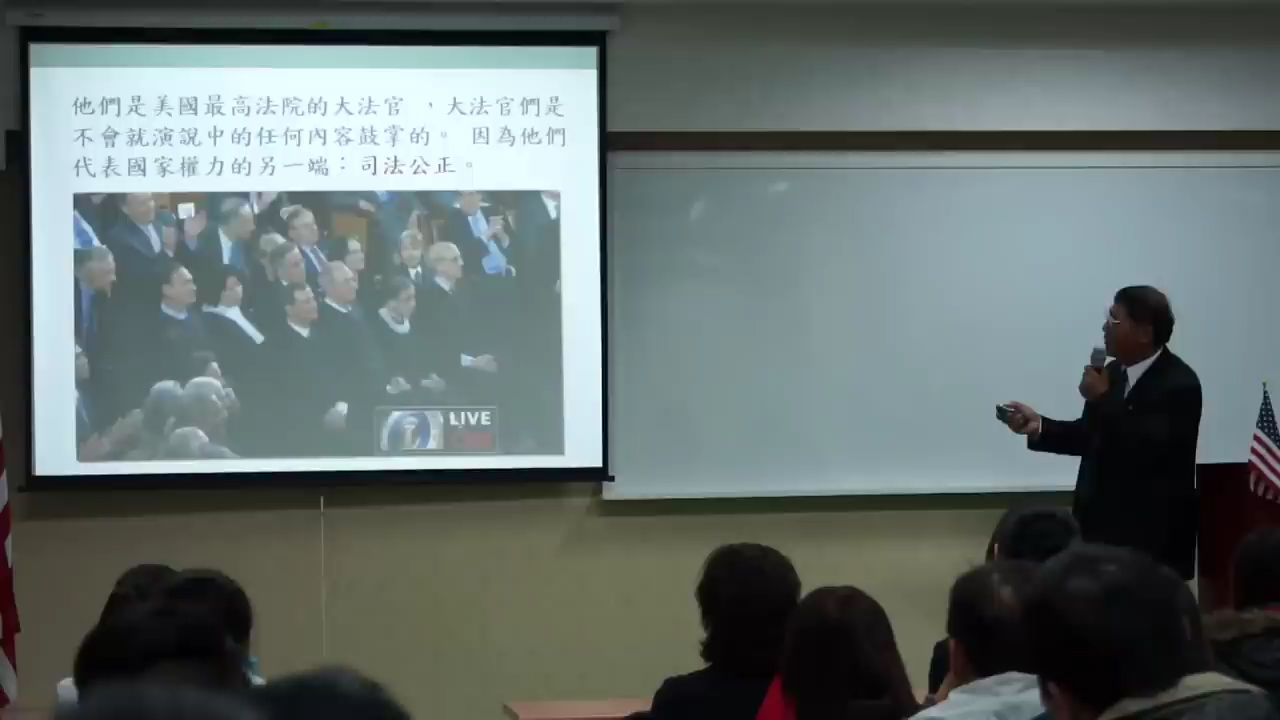 他們是美國最高法院的大法官 ，大法官們是
不會就演說中的任何內容鼓掌的。 因為他們
代表國家權力的另一端：司法公正。
LIVE